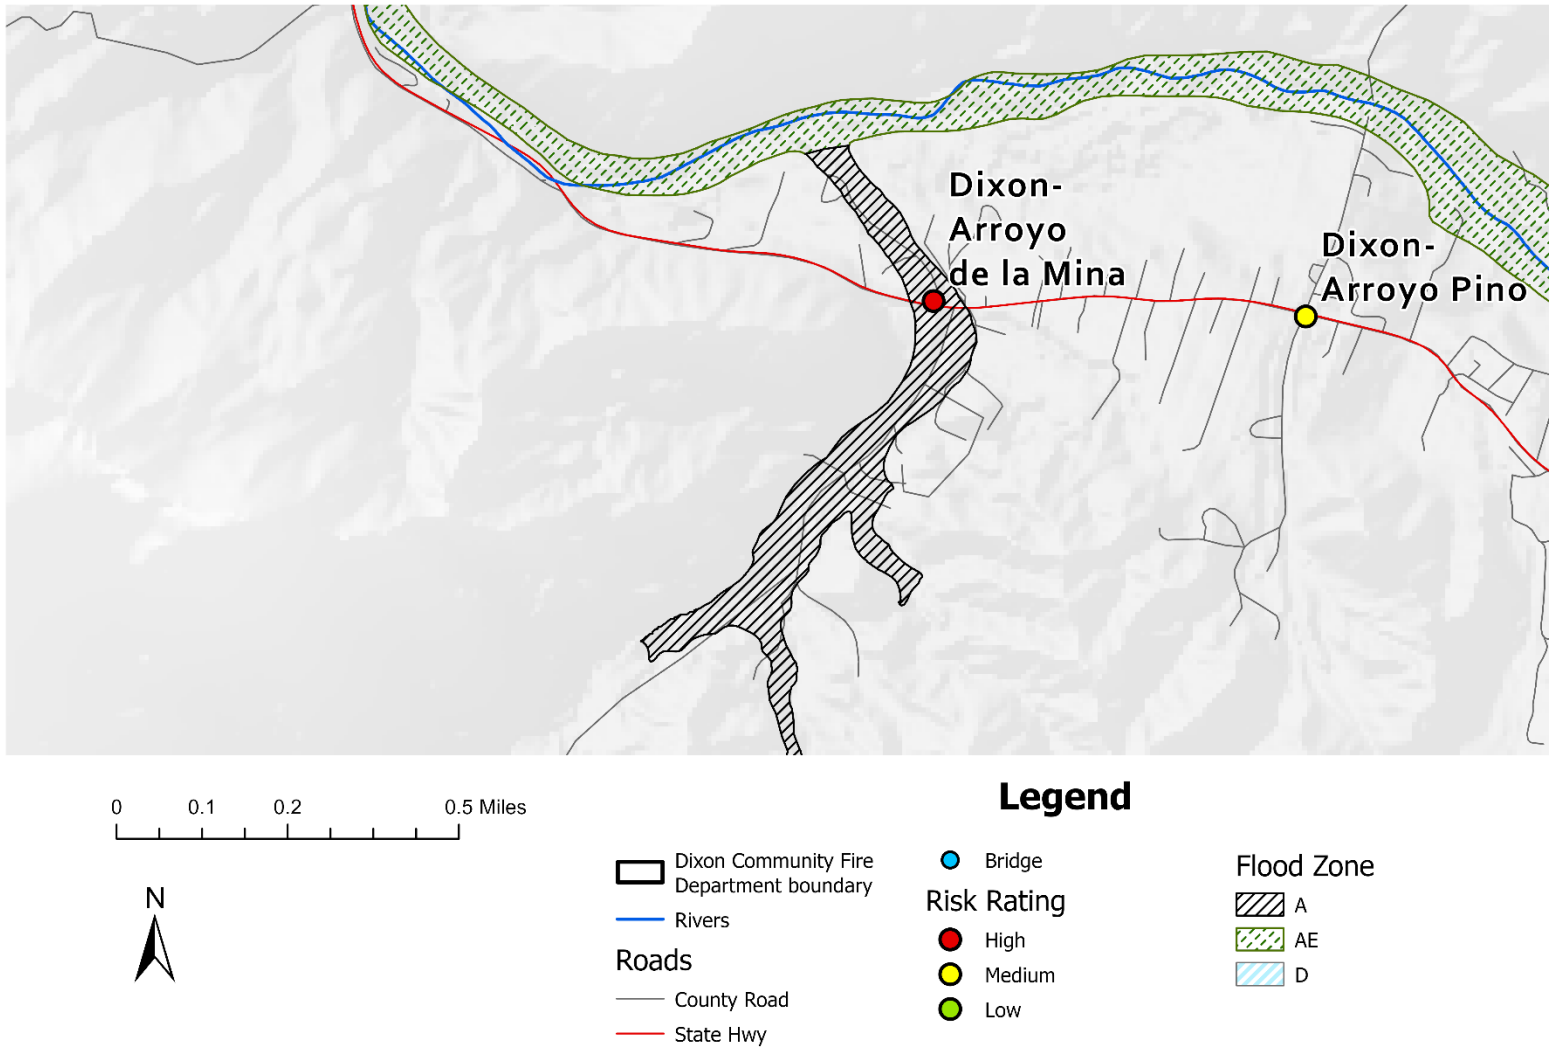 Dixon-
Arroyo
de la Mina
Dixon-
Arroyo Pino
0 0.1 0.2 0.5 Miles
N
Legend
Dixon Community Fire
Department boundary
Rivers
Roads
County Road
State Hwy
Bridge
Risk Rating
High
Medium
Low
Flood Zone
A
AE
D